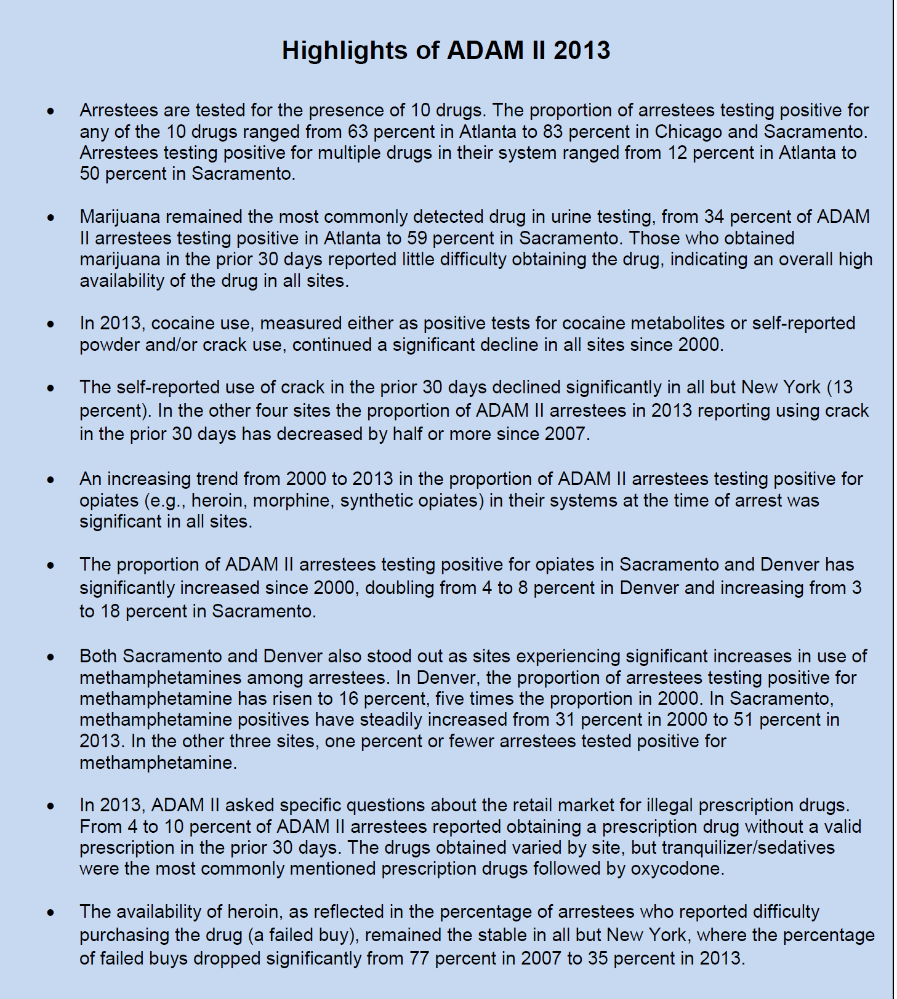 Highlights of ADAM II 2013
• Arrestees are tested for the presence of 10 drugs. The proportion of arrestees testing positive for
any of the 10 drugs ranged from 63 percent in Atlanta to 83 percent in Chicago and Sacramento.
Arrestees testing positive for multiple drugs in their system ranged from 12 percent in Atlanta to
50 percent in Sacramento.
• Marijuana remained the most commonly detected drug in urine testing, from 34 percent of ADAM
II arrestees testing positive in Atlanta to 59 percent in Sacramento. Those who obtained
marijuana in the prior 30 days reported little difficulty obtaining the drug, indicating an overall high
availability of the drug in all sites.
• In 2013, cocaine use, measured either as positive tests for cocaine metabolites or self-reported
powder and/or crack use, continued a significant decline in all sites since 2000.
• The self-reported use of crack in the prior 30 days declined significantly in all but New York (13
percent). In the other four sites the proportion of ADAM II arrestees in 2013 reporting using crack
in the prior 30 days has decreased by half or more since 2007.
• An increasing trend from 2000 to 2013 in the proportion of ADAM II arrestees testing positive for
opiates (e.g., heroin, morphine, synthetic opiates) in their systems at the time of arrest was
significant in all sites.
• The proportion of ADAM II arrestees testing positive for opiates in Sacramento and Denver has
significantly increased since 2000, doubling from 4 to 8 percent in Denver and increasing from 3
to 18 percent in Sacramento.
• Both Sacramento and Denver also stood out as sites experiencing significant increases in use of
methamphetamines among arrestees. In Denver, the proportion of arrestees testing positive for
methamphetamine has risen to 16 percent, five times the proportion in 2000. In Sacramento,
methamphetamine positives have steadily increased from 31 percent in 2000 to 51 percent in
2013. In the other three sites, one percent or fewer arrestees tested positive for
methamphetamine.
• In 2013, ADAM II asked specific questions about the retail market for illegal prescription drugs.
From 4 to 10 percent of ADAM II arrestees reported obtaining a prescription drug without a valid
prescription in the prior 30 days. The drugs obtained varied by site, but tranquilizer/sedatives
were the most commonly mentioned prescription drugs followed by oxycodone.
• The availability of heroin, as reflected in the percentage of arrestees who reported difficulty
purchasing the drug (a failed buy), remained the stable in all but New York, where the percentage
of failed buys dropped significantly from 77 percent in 2007 to 35 percent in 2013.